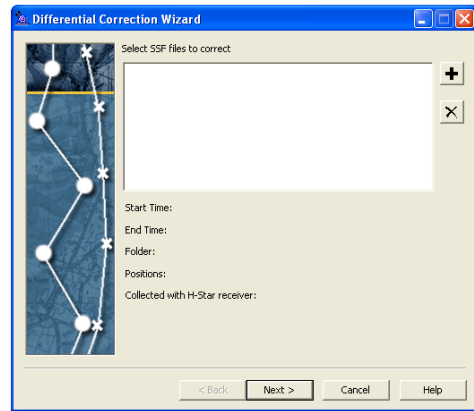 Differential Correction Wizard
Select SSF files to correct
Start Time:
End Time:
Folder:
Positions:
Collected with H-Star receiver:
< Back Next > Cancel Help